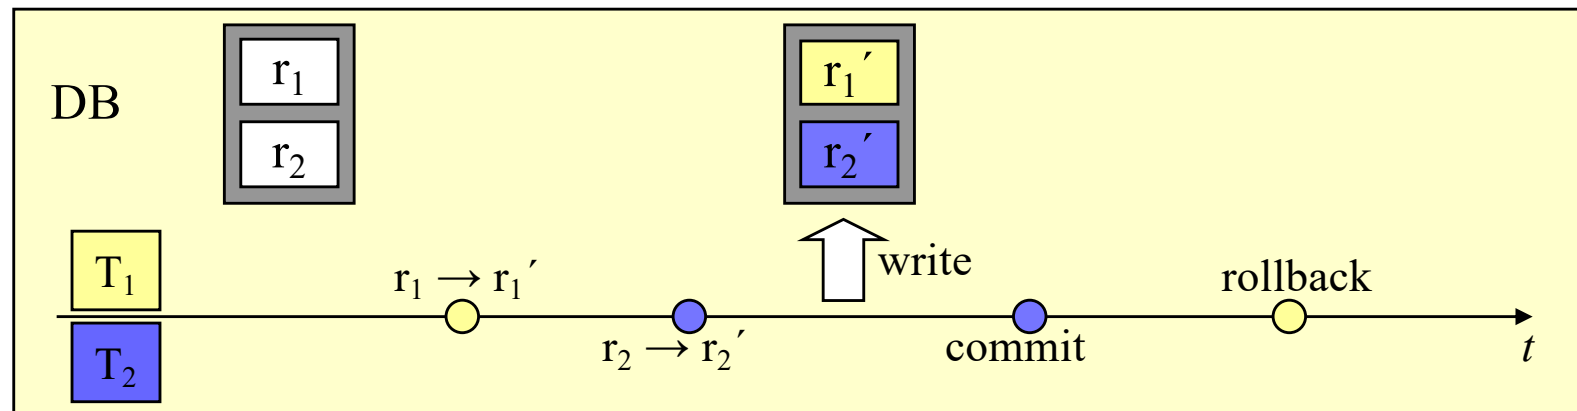 DB
r₁
r₂
r₁´
r₂´
write
T₁
T₂
r₁ → r₁´
r₂ → r₂´
commit
rollback
t